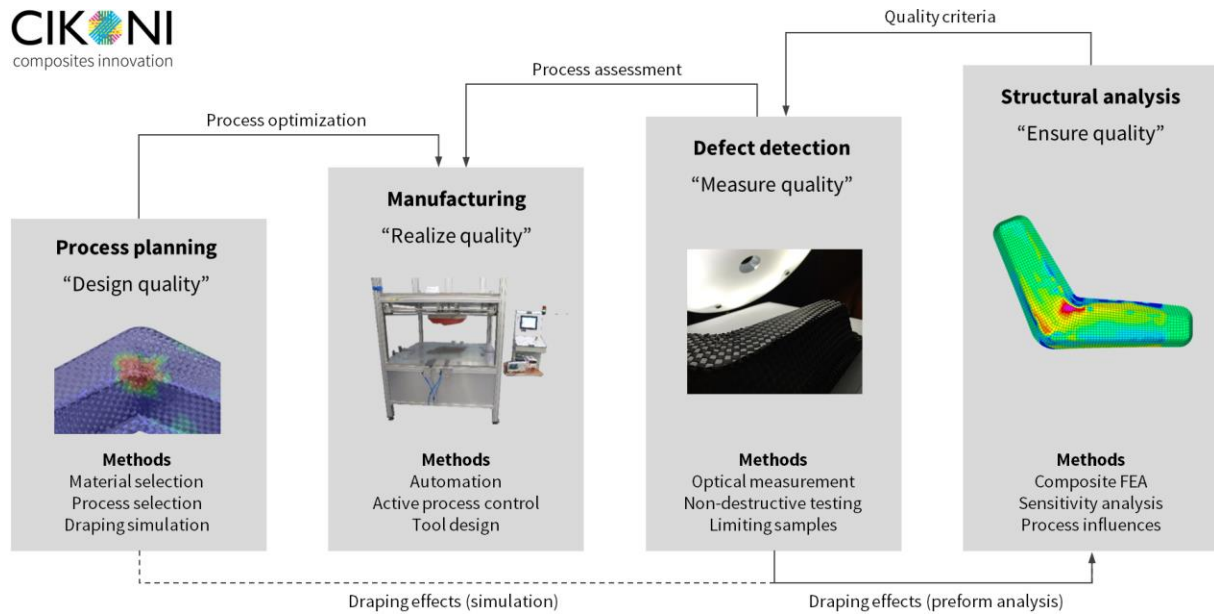 CIKONI
composites innovation
Quality criteria
Process assessment
Process optimization
Process planning
“Design quality”
Methods
Material selection
Process selection
Draping simulation
Manufacturing
“Realize quality”
Methods
Automation
Active process control
Tool design
Defect detection
“Measure quality”
Methods
Optical measurement
Non-destructive testing
Limiting samples
Structural analysis
“Ensure quality”
Methods
Composite FEA
Sensitivity analysis
Process influences
Draping effects (simulation)
Draping effects (preform analysis)